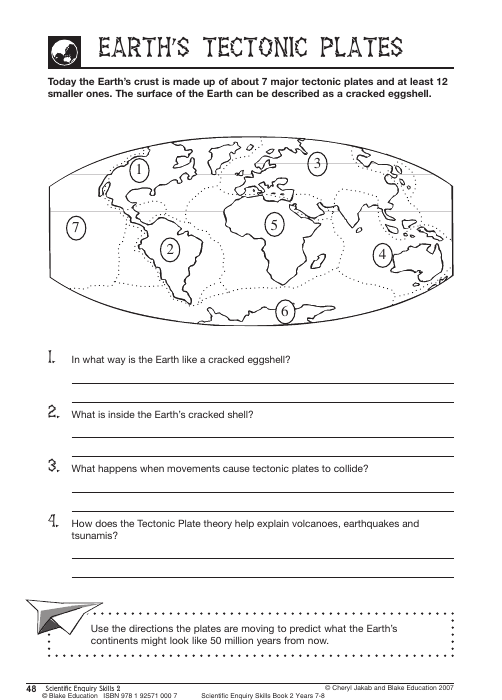 EARTH'S TECTONIC PLATES
Today the Earth's crust is made up of about 7 major tectonic plates and at least 12
smaller ones. The surface of the Earth can be described as a cracked eggshell.
1
3
7
2
5
4
6
1. In what way is the Earth like a cracked eggshell?
2. What is inside the Earth's cracked shell?
3. What happens when movements cause tectonic plates to collide?
4. How does the Tectonic Plate theory help explain volcanoes, earthquakes and
tsunamis?
Use the directions the plates are moving to predict what the Earth's
continents might look like 50 million years from now.
48 Scientific Enquiry Skills 2 © Cheryl Jakab and Blake Education 2007
© Blake Education ISBN 978 1 92571 000 7 Scientific Enquiry Skills Book 2 Years 7-8